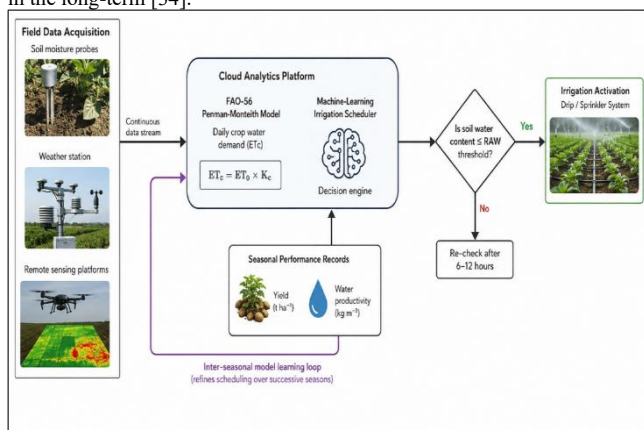 in the long-term [34].
Field Data Acquisition
Soil moisture probes
Weather station
Remote sensing platforms
Continuous
data stream
Cloud Analytics Platform
FAO-56
Penman-Monteith Model
Daily crop water
demand (ETc)
ETc = ET0 × Kc
Machine-Learning
Irrigation Scheduler
Decision engine
Is soil water
content ≤ RAW
threshold?
Yes
No
Irrigation Activation
Drip / Sprinkler System
Re-check after
6–12 hours
Seasonal Performance Records
Yield
(t ha⁻¹)
Water
productivity
(kg m⁻³)
Inter-seasonal model learning loop
(refines scheduling over successive seasons)